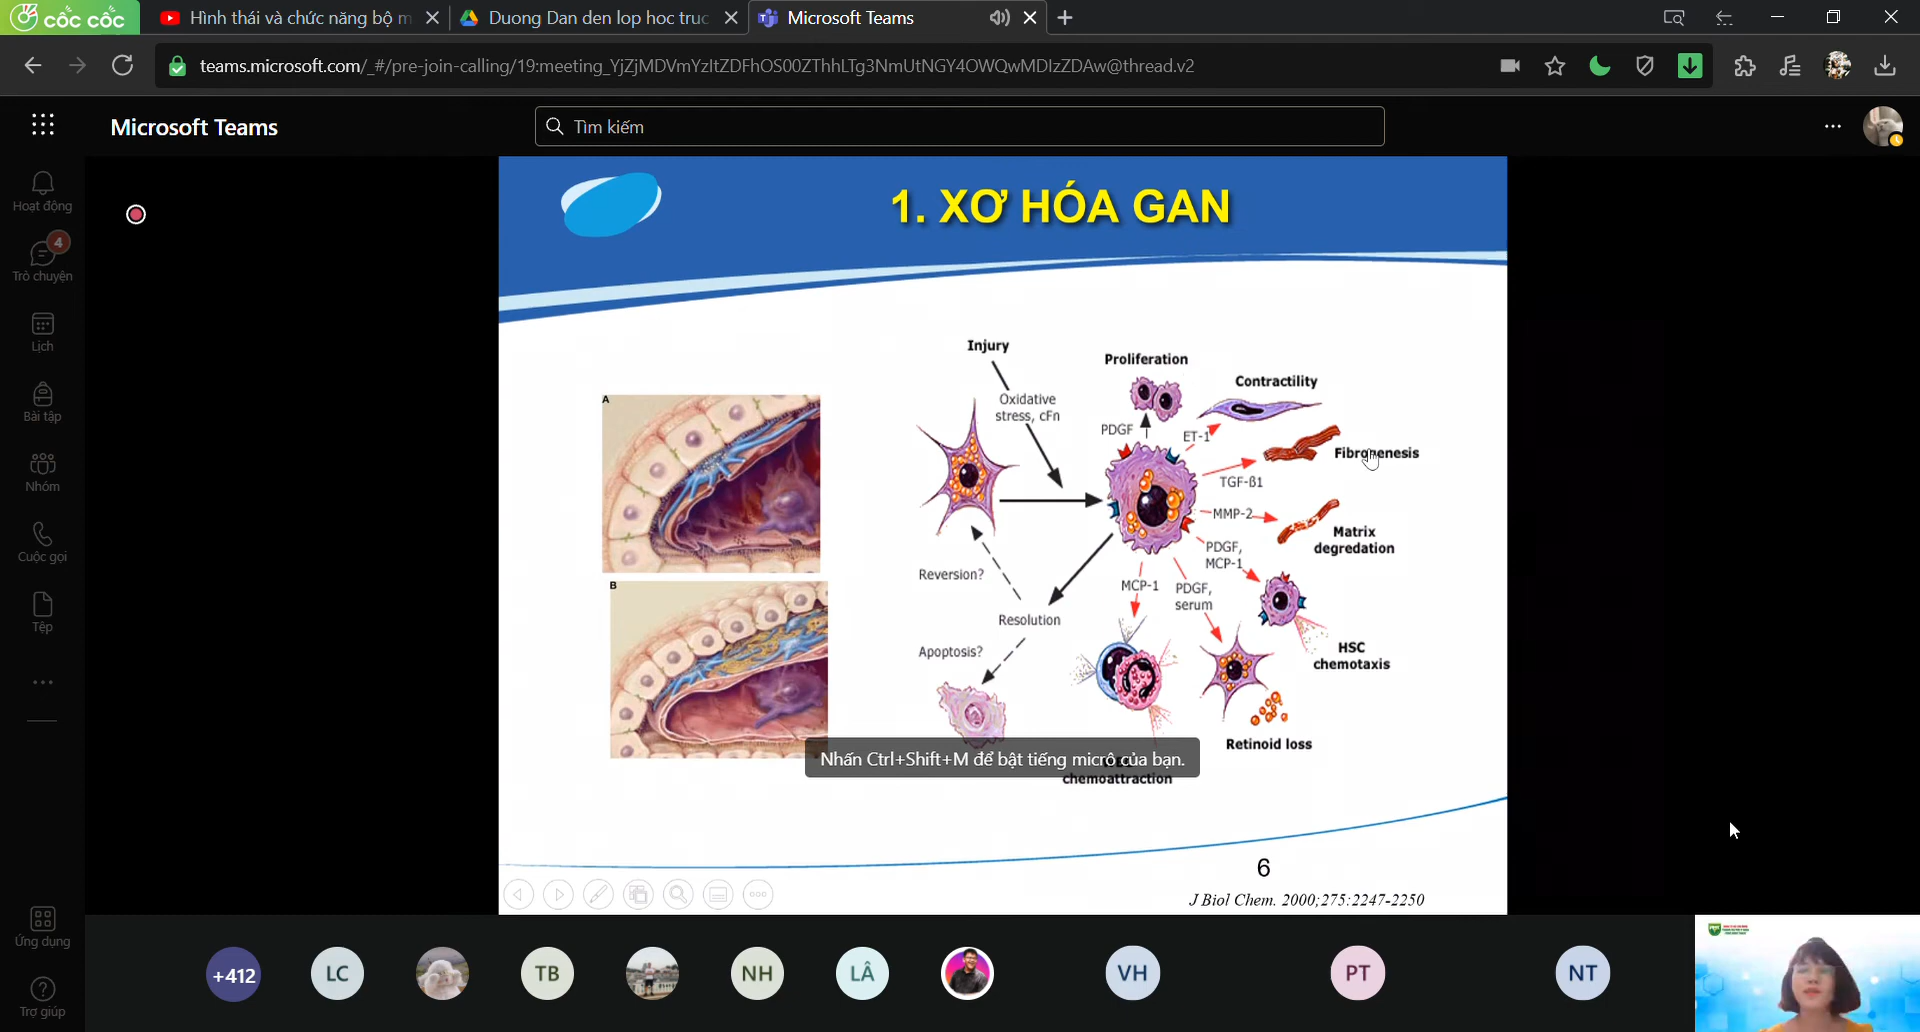 cốc cốc
Hình thái và chức năng bộ m
Duong Dan den lop hoc truc
Microsoft Teams
teams.microsoft.com/_#/pre-join-calling/19:meeting_YjZjMDVmYzItZDFhOS00ZThhLTg3NmUtNGY4OWQwMDIzZDAw@thread.v2
Microsoft Teams
Tìm kiếm
Hoạt động
4
Trò chuyện
Lịch
Bài tập
Nhóm
Cuộc gọi
Tệp
Ứng dụng
Trợ giúp
1. XƠ HÓA GAN
A
B
Injury
Oxidative
stress, cFn
Proliferation
PDGF
Contractility
ET-1
TGF-ß1
MMP-2
Matrix
degredation
PDGF,
MCP-1
HSC
chemotaxis
MCP-1
PDGF,
serum
Retinoid loss
Reversion?
Resolution
Apoptosis?
Nhấn Ctrl+Shift+M để bật tiếng micrô của bạn.
chemoattraction
6
J Biol Chem. 2000;275:2247-2250
+412
LC
TB
NH
LÂ
VH
PT
NT